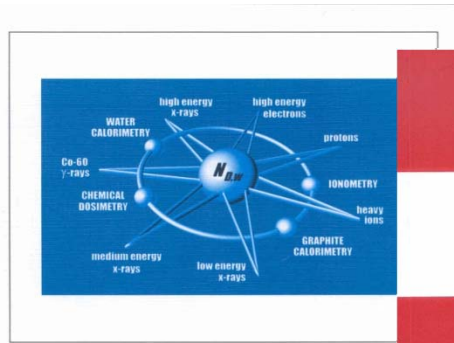 high energy
x-rays
high energy
electrons
WATER
CALORIMETRY
protons
Co-60
γ-rays
N D,w
IONOMETRY
CHEMICAL
DOSIMETRY
heavy
ions
GRAPHITE
CALORIMETRY
medium energy
x-rays
low energy
x-rays